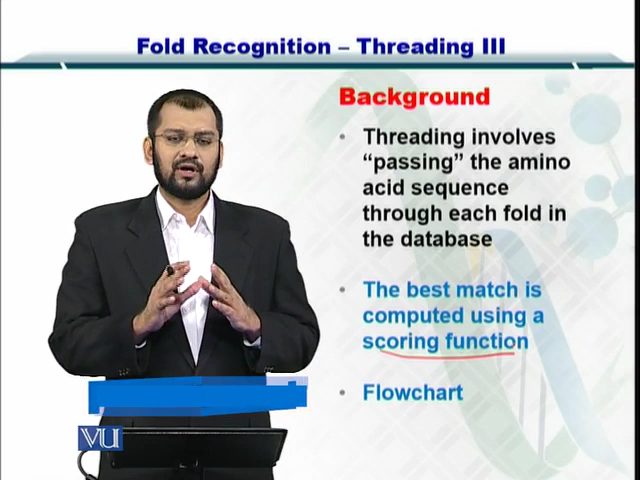 Fold Recognition – Threading III
Background
• Threading involves
“passing” the amino
acid sequence
through each fold in
the database
• The best match is
computed using a
scoring function
• Flowchart
VU